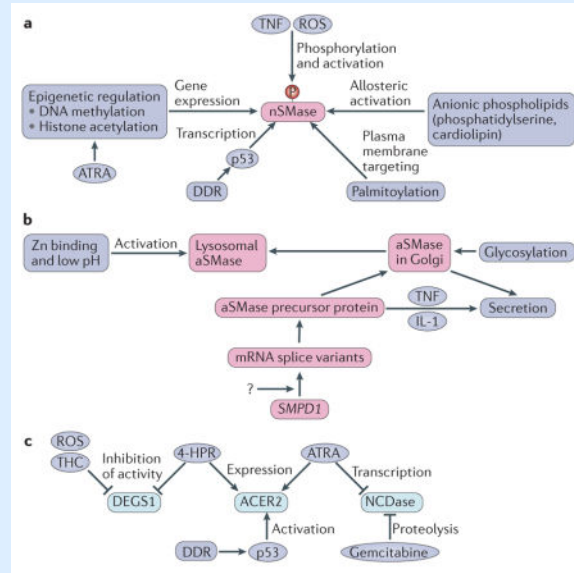 a
TNF ROS
Phosphorylation
and activation
P
nSMase
Gene
expression
Epigenetic regulation
• DNA methylation
• Histone acetylation
ATRA
Transcription
p53
DDR
Allosteric
activation
Anionic phospholipids
(phosphatidylserine,
cardiolipin)
Plasma
membrane
targeting
Palmitoylation
b
Zn binding
and low pH
Activation
Lysosomal
aSMase
aSMase
in Golgi
Glycosylation
aSMase precursor protein
TNF
IL-1
Secretion
mRNA splice variants
?
SMPD1
c
ROS
THC
Inhibition
of activity
4-HPR
Expression
ATRA
Transcription
DEGS1
ACER2
NCDase
Activation
Proteolysis
DDR
p53
Gemcitabine